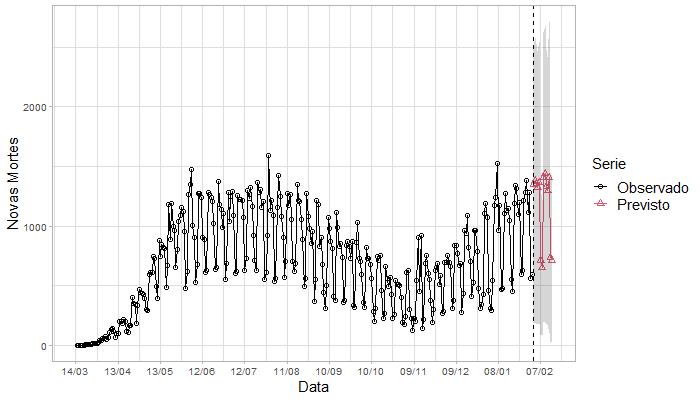 Novas Mortes
2000
1000
0
14/03 13/04 13/05 12/06 12/07 11/08 10/09 10/10 09/11 09/12 08/01 07/02
Data
Serie
Observado
Previsto